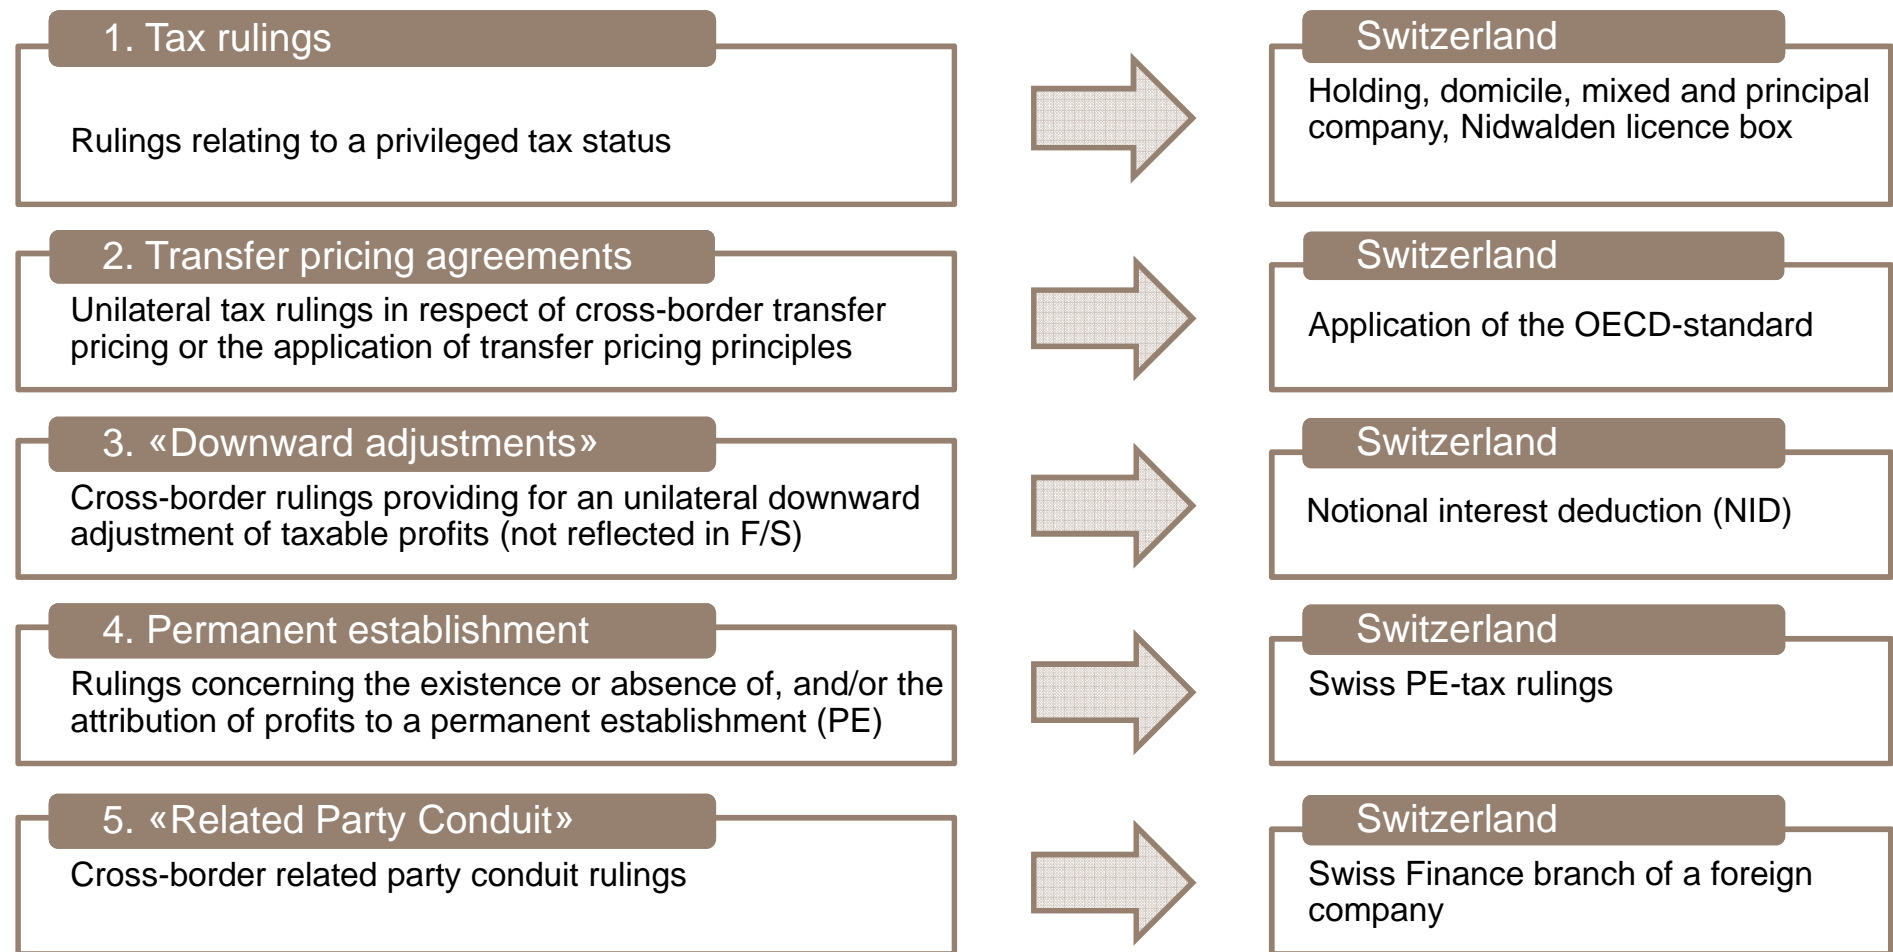 1. Tax rulings
Rulings relating to a privileged tax status
Switzerland
Holding, domicile, mixed and principal
company, Nidwalden licence box
2. Transfer pricing agreements
Unilateral tax rulings in respect of cross-border transfer
pricing or the application of transfer pricing principles
Switzerland
Application of the OECD-standard
3. «Downward adjustments»
Cross-border rulings providing for an unilateral downward
adjustment of taxable profits (not reflected in F/S)
Switzerland
Notional interest deduction (NID)
4. Permanent establishment
Rulings concerning the existence or absence of, and/or the
attribution of profits to a permanent establishment (PE)
Switzerland
Swiss PE-tax rulings
5. «Related Party Conduit»
Cross-border related party conduit rulings
Switzerland
Swiss Finance branch of a foreign
company